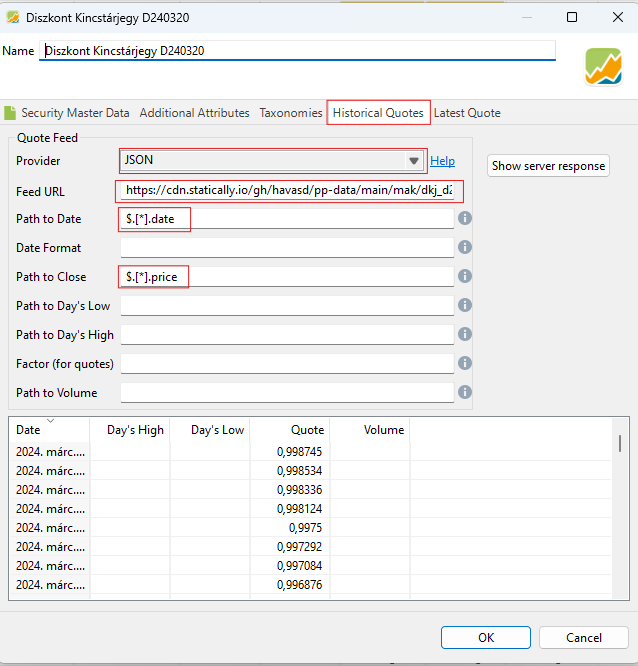 Diszkont Kincstárjegy D240320
Name Diszkont Kincstárjegy D240320
Security Master Data Additional Attributes Taxonomies Historical Quotes Latest Quote
Quote Feed
Provider JSON Help Show server response
Feed URL https://cdn.statically.io/gh/havasd/pp-data/main/mak/dkj_d2
Path to Date $.[*].date
Date Format
Path to Close $.[*].price
Path to Day's Low
Path to Day's High
Factor (for quotes)
Path to Volume
Date Day's High Day's Low Quote Volume
2024. márc.... 0,998745
2024. márc.... 0,998534
2024. márc.... 0,998336
2024. márc.... 0,998124
2024. márc.... 0,9975
2024. márc.... 0,997292
2024. márc.... 0,997084
2024. márc.... 0,996876
OK Cancel